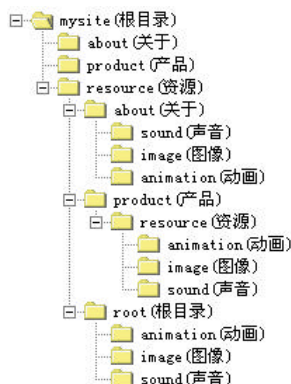 mysite(根目录)
about(关于)
product(产品)
resource(资源)
about(关于)
sound(声音)
image(图像)
animation(动画)
product(产品)
resource(资源)
animation(动画)
image(图像)
sound(声音)
root(根目录)
animation(动画)
image(图像)
sound(声音)